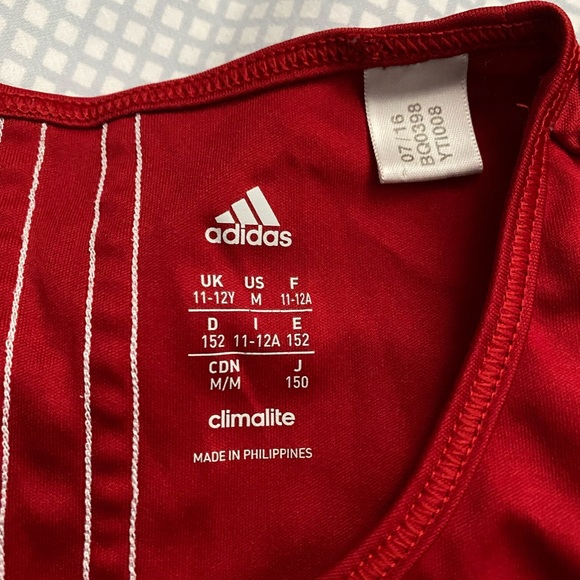 07/16
BQ0398
YTI008
adidas
UK US F
11-12Y M 11-12A
D I E
152 11-12A 152
CDN J
M/M 150
climalite
MADE IN PHILIPPINES